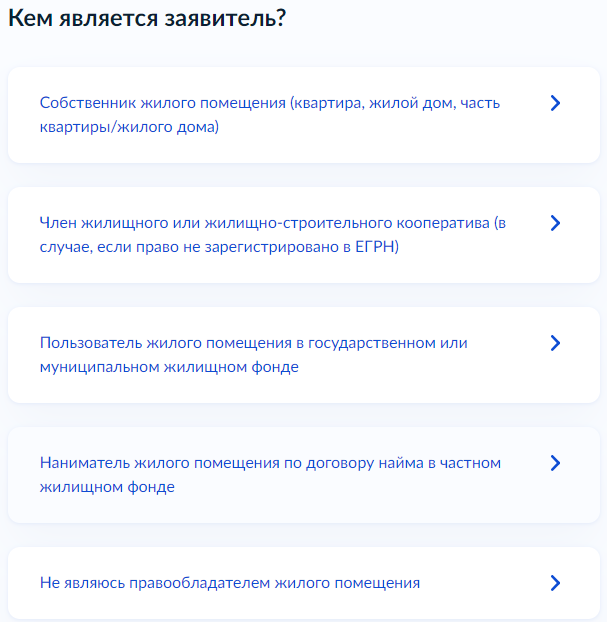 Кем является заявитель?
Собственник жилого помещения (квартира, жилой дом, часть
квартиры/жилого дома)
Член жилищного или жилищно-строительного кооператива (в
случае, если право не зарегистрировано в ЕГРН)
Пользователь жилого помещения в государственном или
муниципальном жилищном фонде
Наниматель жилого помещения по договору найма в частном
жилищном фонде
Не являюсь правообладателем жилого помещения